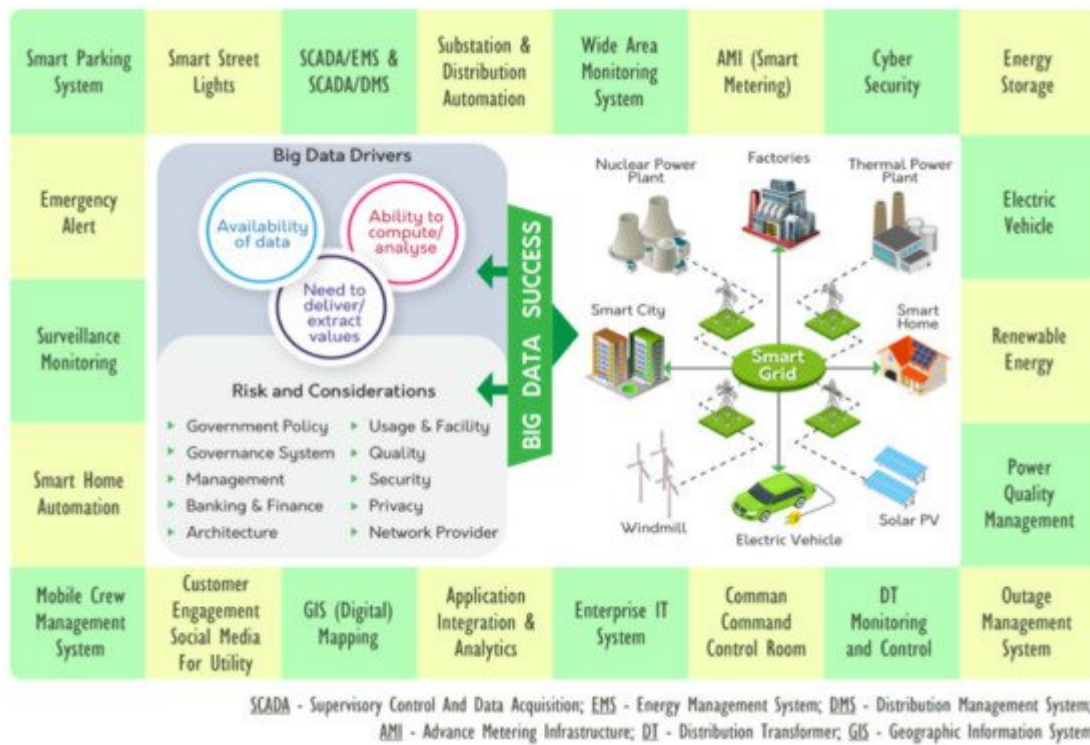 Smart Parking
System
Smart Street
Lights
SCADA/EMS &
SCADA/DMS
Substation &
Distribution
Automation
Wide Area
Monitoring
System
AMI (Smart
Metering)
Cyber
Security
Energy
Storage
Emergency
Alert
Surveillance
Monitoring
Smart Home
Automation
Big Data Drivers
Availability
of data
Ability to
compute/
analyse
Need to
deliver/
extract
values
Risk and Considerations
Government Policy
Governance System
Management
Banking & Finance
Architecture
Usage & Facility
Quality
Security
Privacy
Network Provider
BIG DATA SUCCESS
Nuclear Power
Plant
Factories
Thermal Power
Plant
Smart City
Smart
Grid
Smart
Home
Windmill
Electric Vehicle
Solar PV
Electric
Vehicle
Renewable
Energy
Power
Quality
Management
Mobile Crew
Management
System
Customer
Engagement
Social Media
For Utility
GIS (Digital)
Mapping
Application
Integration &
Analytics
Enterprise IT
System
Comman
Command
Control Room
DT
Monitoring
and Control
Outage
Management
System
SCADA - Supervisory Control And Data Acquisition; EMS - Energy Management System; DMS - Distribution Management System;
AMI - Advance Metering Infrastructure; DT - Distribution Transformer; GIS - Geographic Information System